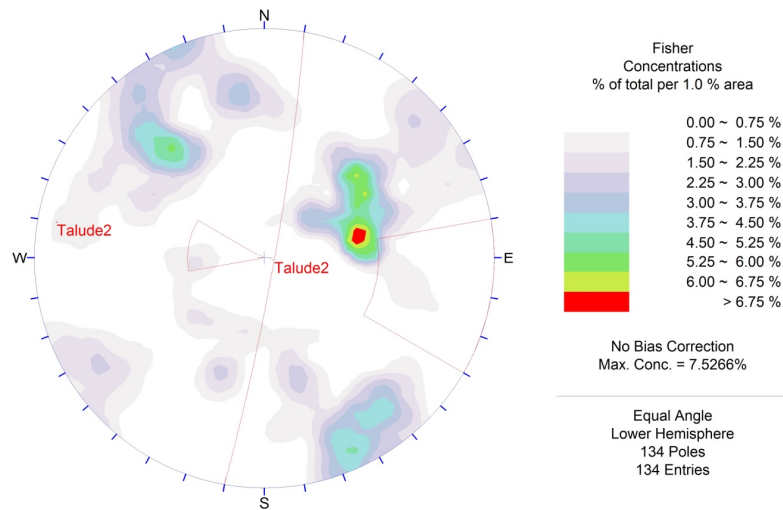 N
Talude2
W
Talude2
E
S
Fisher
Concentrations
% of total per 1.0 % area
0.00 ~ 0.75 %
0.75 ~ 1.50 %
1.50 ~ 2.25 %
2.25 ~ 3.00 %
3.00 ~ 3.75 %
3.75 ~ 4.50 %
4.50 ~ 5.25 %
5.25 ~ 6.00 %
6.00 ~ 6.75 %
> 6.75 %
No Bias Correction
Max. Conc. = 7.5266%
Equal Angle
Lower Hemisphere
134 Poles
134 Entries